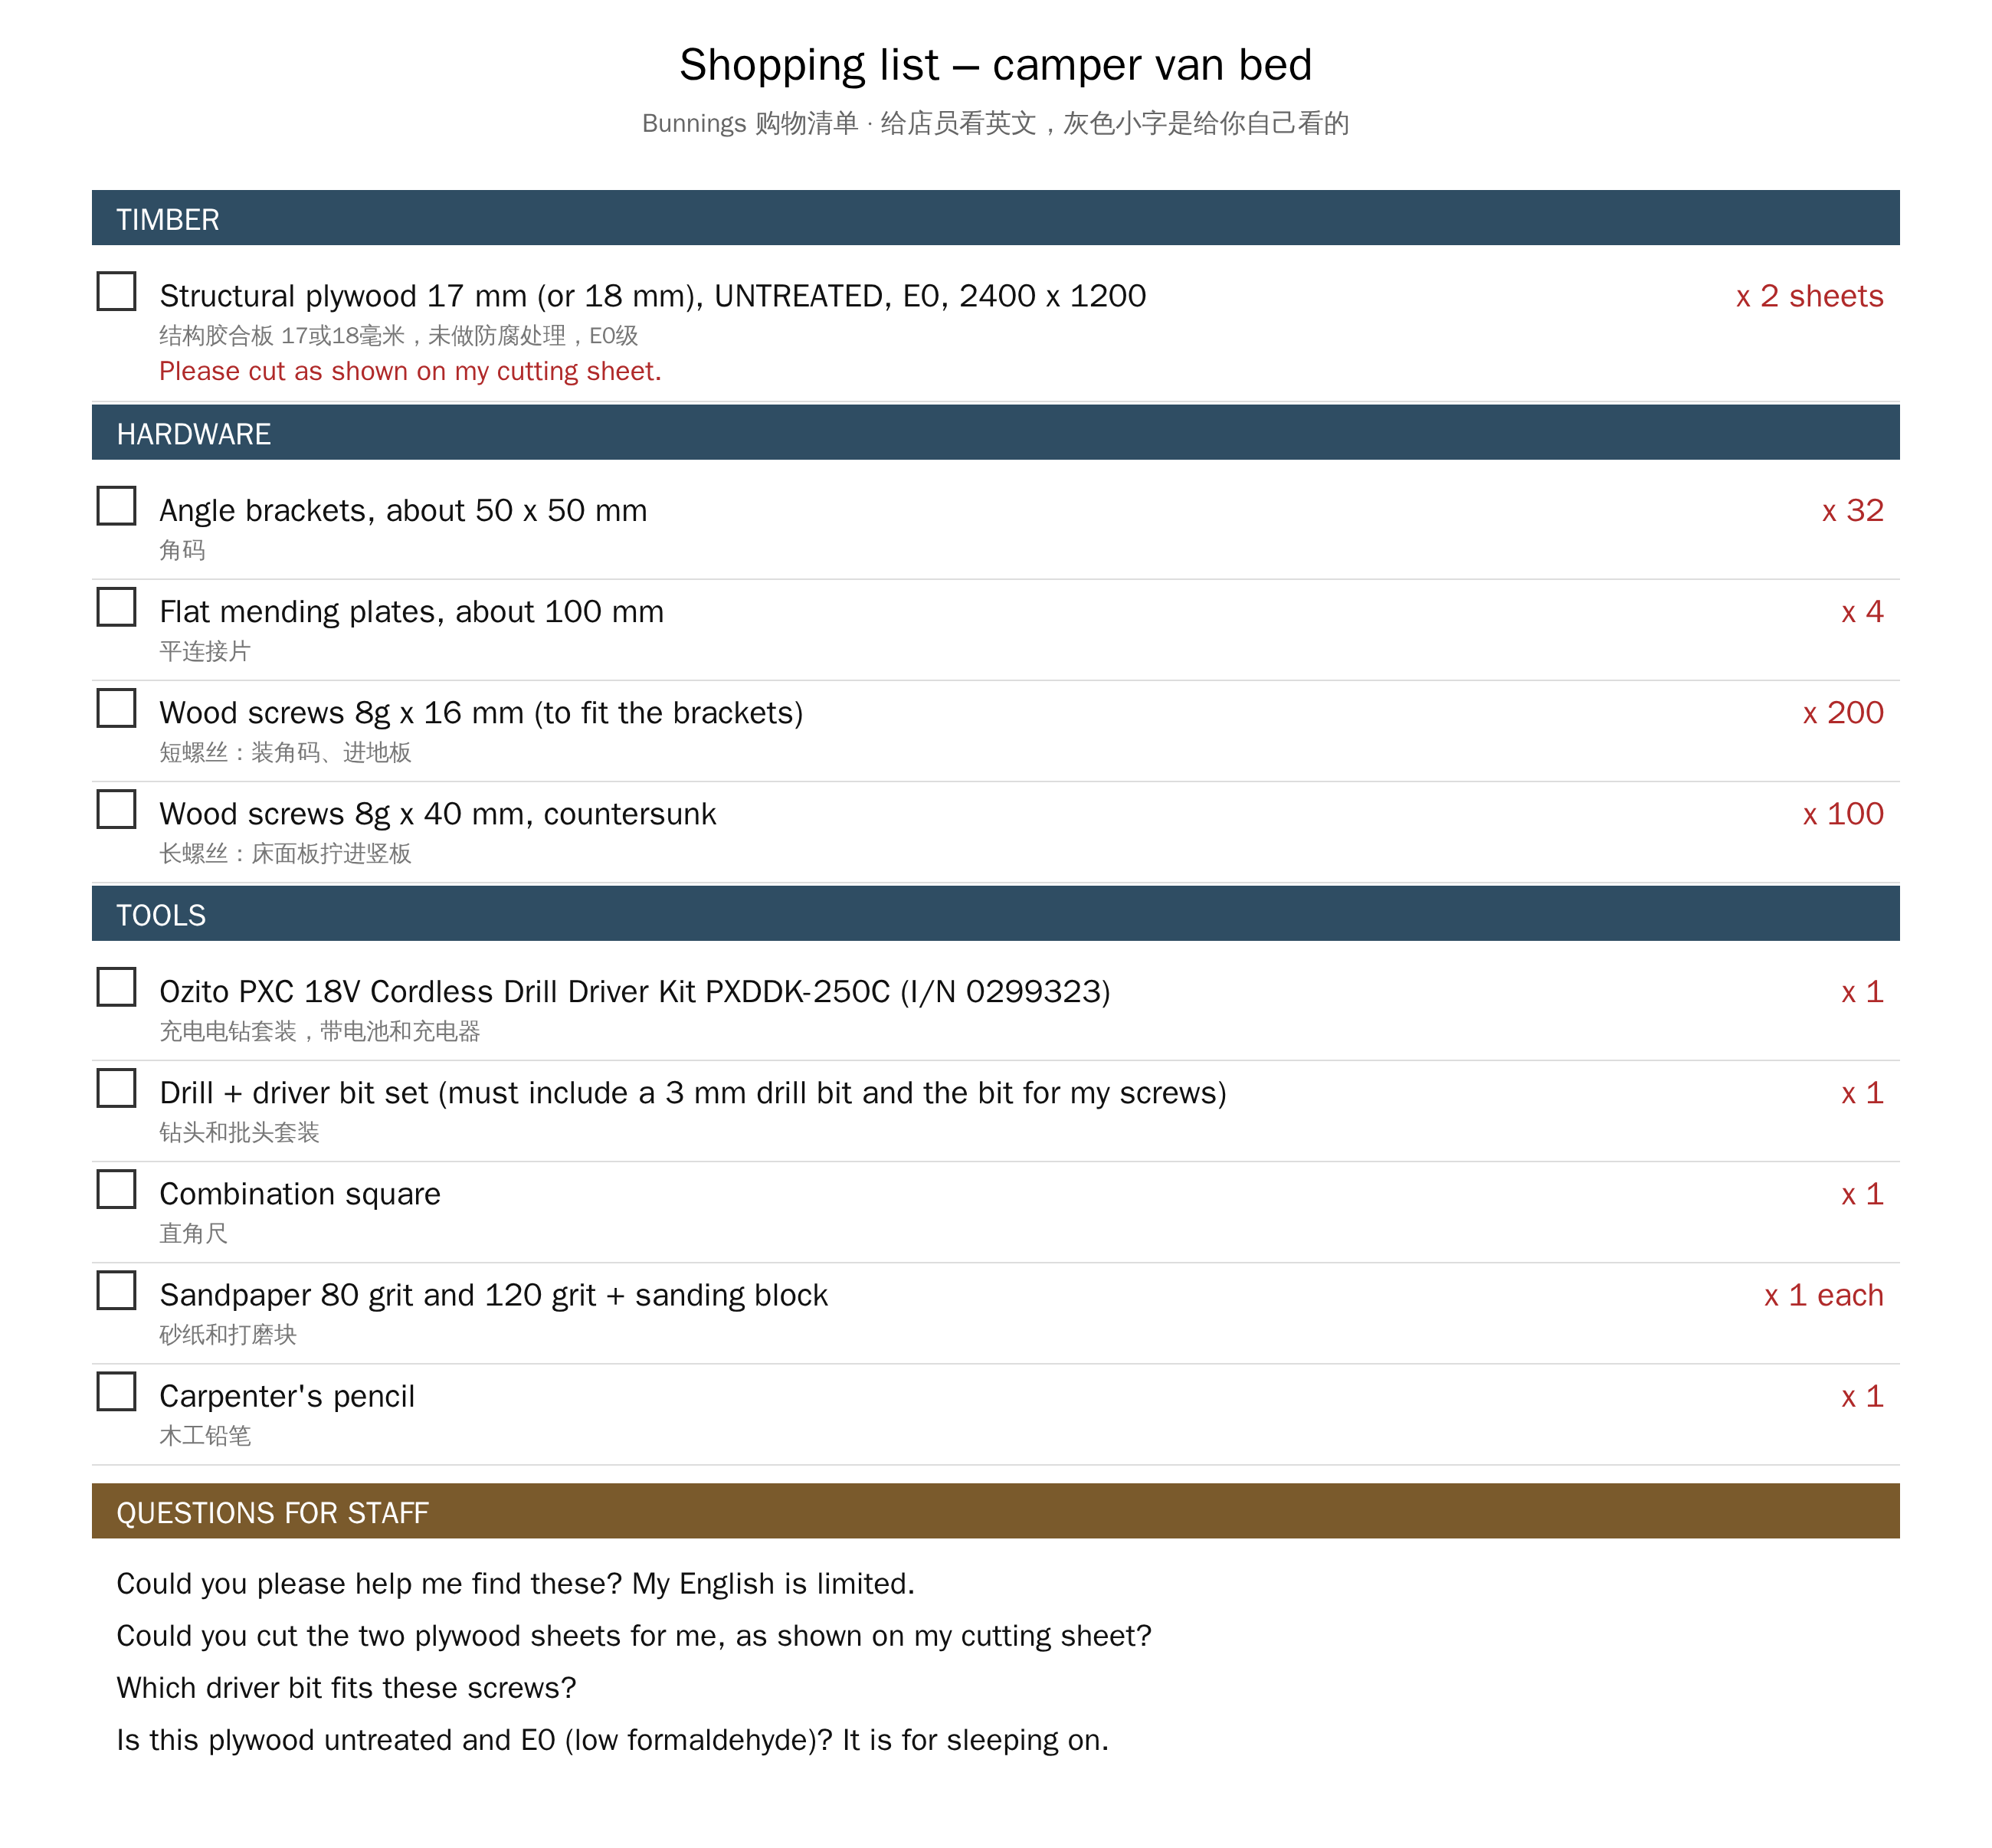 Shopping list – camper van bed
Bunnings 购物清单 · 给店员看英文，灰色小字是给你自己看的
TIMBER
Structural plywood 17 mm (or 18 mm), UNTREATED, E0, 2400 x 1200 x 2 sheets
结构胶合板 17或18毫米，未做防腐处理，E0级
Please cut as shown on my cutting sheet.
HARDWARE
Angle brackets, about 50 x 50 mm x 32
角码
Flat mending plates, about 100 mm x 4
平连接片
Wood screws 8g x 16 mm (to fit the brackets) x 200
短螺丝：装角码、进地板
Wood screws 8g x 40 mm, countersunk x 100
长螺丝：床面板拧进竖板
TOOLS
Ozito PXC 18V Cordless Drill Driver Kit PXDDK-250C (I/N 0299323) x 1
充电电钻套装，带电池和充电器
Drill + driver bit set (must include a 3 mm drill bit and the bit for my screws) x 1
钻头和批头套装
Combination square x 1
直角尺
Sandpaper 80 grit and 120 grit + sanding block x 1 each
砂纸和打磨块
Carpenter's pencil x 1
木工铅笔
QUESTIONS FOR STAFF
Could you please help me find these? My English is limited.
Could you cut the two plywood sheets for me, as shown on my cutting sheet?
Which driver bit fits these screws?
Is this plywood untreated and E0 (low formaldehyde)? It is for sleeping on.